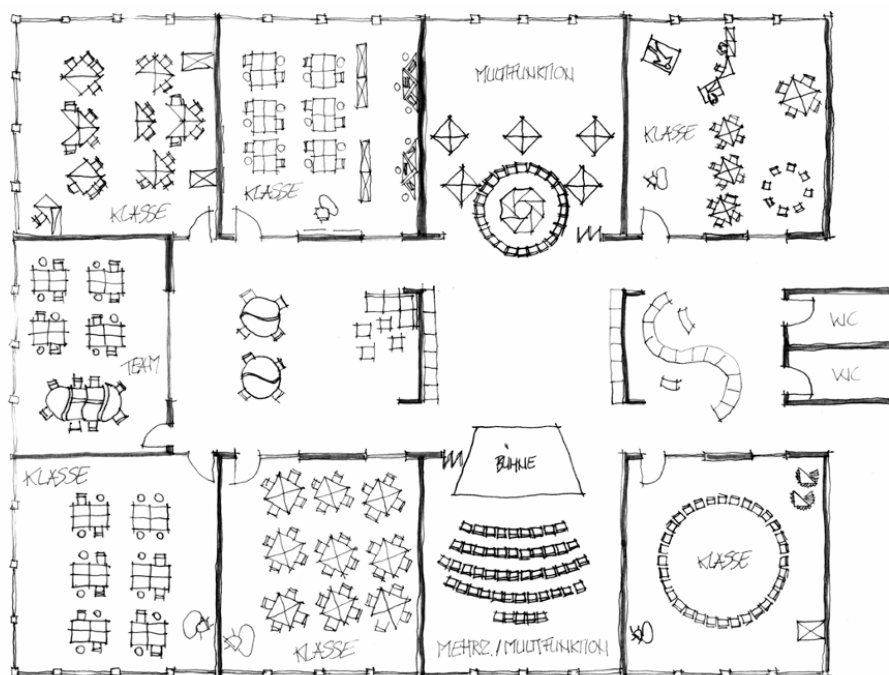 MULTIFUNKTION
KLASSE
KLASSE
KLASSE
TEAM
WC
WC
KLASSE
BÜHNE
KLASSE
KLASSE
MEHRZ./MULTIFUNKTION